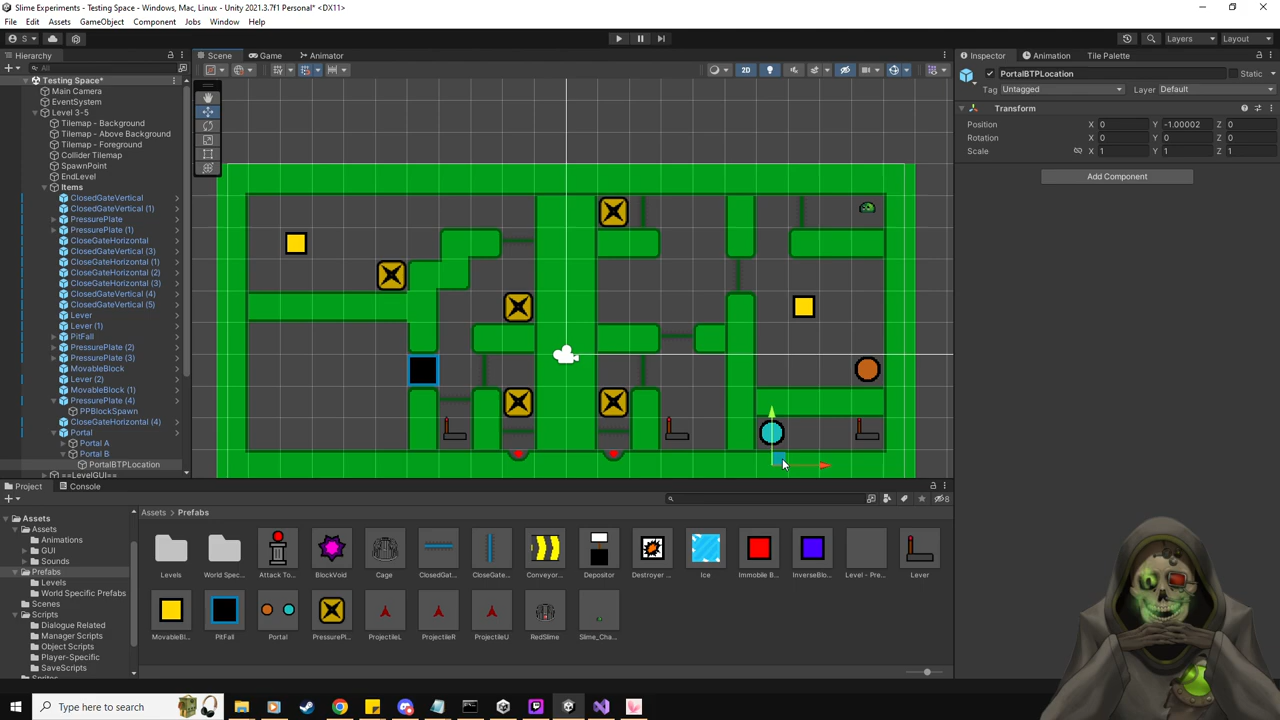 Slime Experiments - Testing Space - Windows, Mac, Linux - Unity 2021.3.7f1 Personal* <DX11>
File Edit Assets GameObject Component Jobs Window Help
S
Layers Layout
Hierarchy
All
Testing Space*
Main Camera
EventSystem
Level 3-5
Tilemap - Background
Tilemap - Above Background
Tilemap - Foreground
Collider Tilemap
SpawnPoint
EndLevel
Items
ClosedGateVertical
ClosedGateVertical (1)
PressurePlate
PressurePlate (1)
CloseGateHorizontal
ClosedGateVertical (3)
CloseGateHorizontal (1)
CloseGateHorizontal (2)
CloseGateHorizontal (3)
ClosedGateVertical (4)
ClosedGateVertical (5)
Lever
Lever (1)
PitFall
PressurePlate (2)
PressurePlate (3)
MovableBlock
Lever (2)
MovableBlock (1)
PressurePlate (4)
PPBlockSpawn
CloseGateHorizontal (4)
Portal
Portal A
Portal B
PortalBTPLocation
==LevelGUI==
Scene Game Animator
2D
Inspector Animation Tile Palette
PortalBTPLocation Static
Tag Untagged Layer Default
Transform
Position X 0 Y -1.00002 Z 0
Rotation X 0 Y 0 Z 0
Scale X 1 Y 1 Z 1
Add Component
Project Console
8
Assets
Assets
Animations
GUI
Sounds
Prefabs
Levels
World Specific Prefabs
Scenes
Scripts
Dialogue Related
Manager Scripts
Object Scripts
Player-Specific
SaveScripts
Assets > Prefabs
Levels World Spec... Attack To... BlockVoid Cage ClosedGat... CloseGate... Conveyor... Depositor Destroyer ... Ice Immobile B... InverseBlo... Level - Pre... Lever
MovableBl... PitFall Portal PressurePl... ProjectileL ProjectileR ProjectileU RedSlime Slime_Cha...
Type here to search